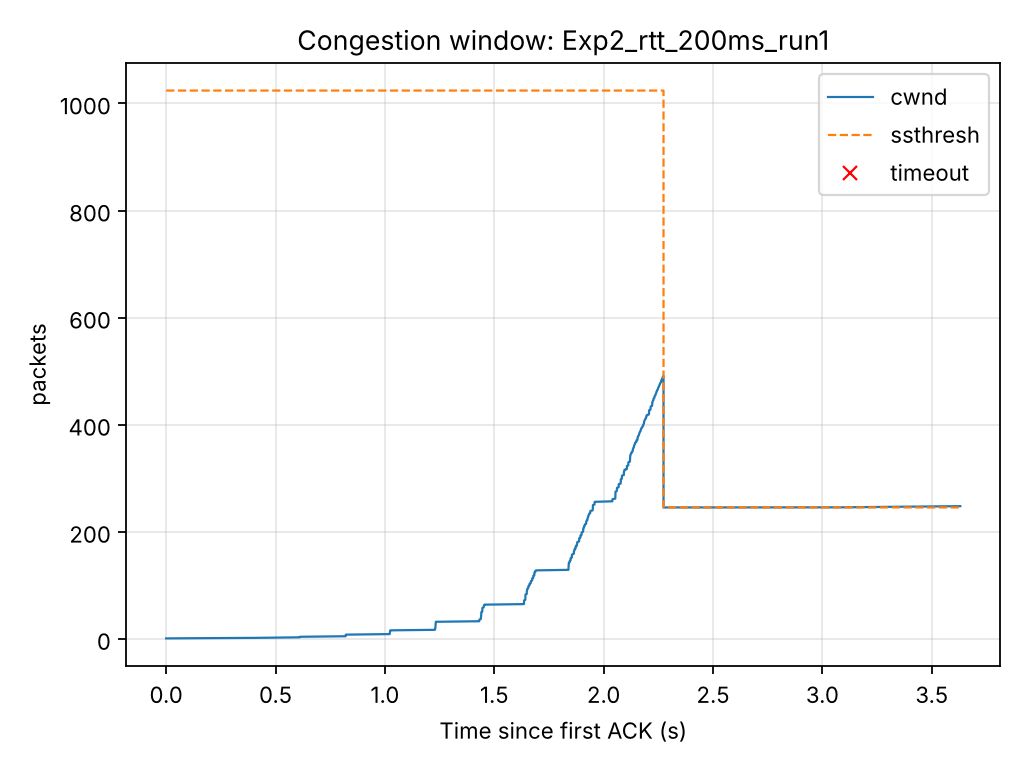 Congestion window: Exp2_rtt_200ms_run1
cwnd
ssthresh
timeout
packets
1000
800
600
400
200
0
0.0 0.5 1.0 1.5 2.0 2.5 3.0 3.5
Time since first ACK (s)